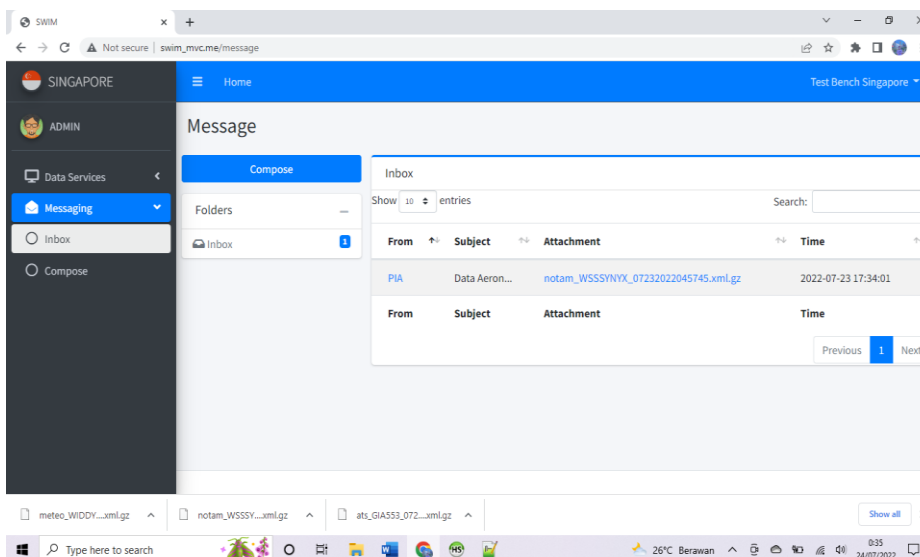 SWIM
Not secure | swim_mvc.me/message
SINGAPORE
Home
Test Bench Singapore
ADMIN
Message
Data Services
Messaging
Inbox
Compose
Compose
Folders
Inbox 1
Inbox
Show 10 entries
Search:
From Subject Attachment Time
PIA Data Aeron... notam_WSSSYNYX_07232022045745.xml.gz 2022-07-23 17:34:01
From Subject Attachment Time
Previous 1 Next
meteo_WIDDY....xml.gz notam_WSSSY....xml.gz ats_GIA553_072....xml.gz Show all
Type here to search
26°C Berawan
0:35
24/07/2022